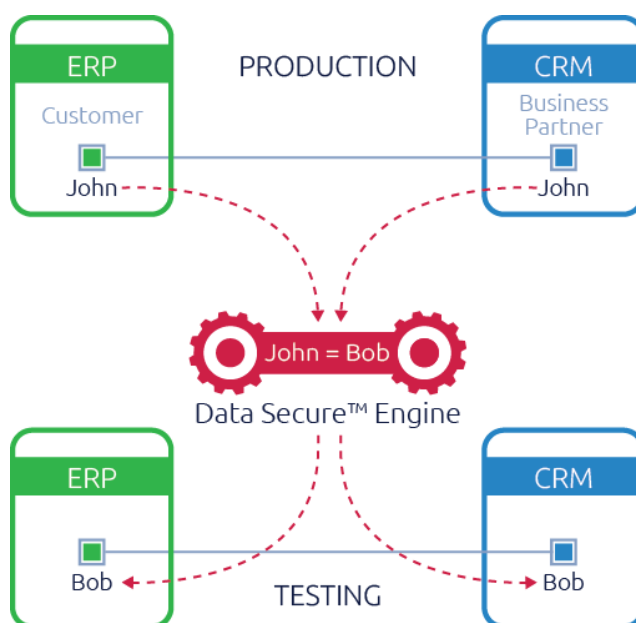 ERP
PRODUCTION
CRM
Customer
Business
Partner
John
John
John = Bob
Data Secure™ Engine
ERP
CRM
Bob
Bob
TESTING